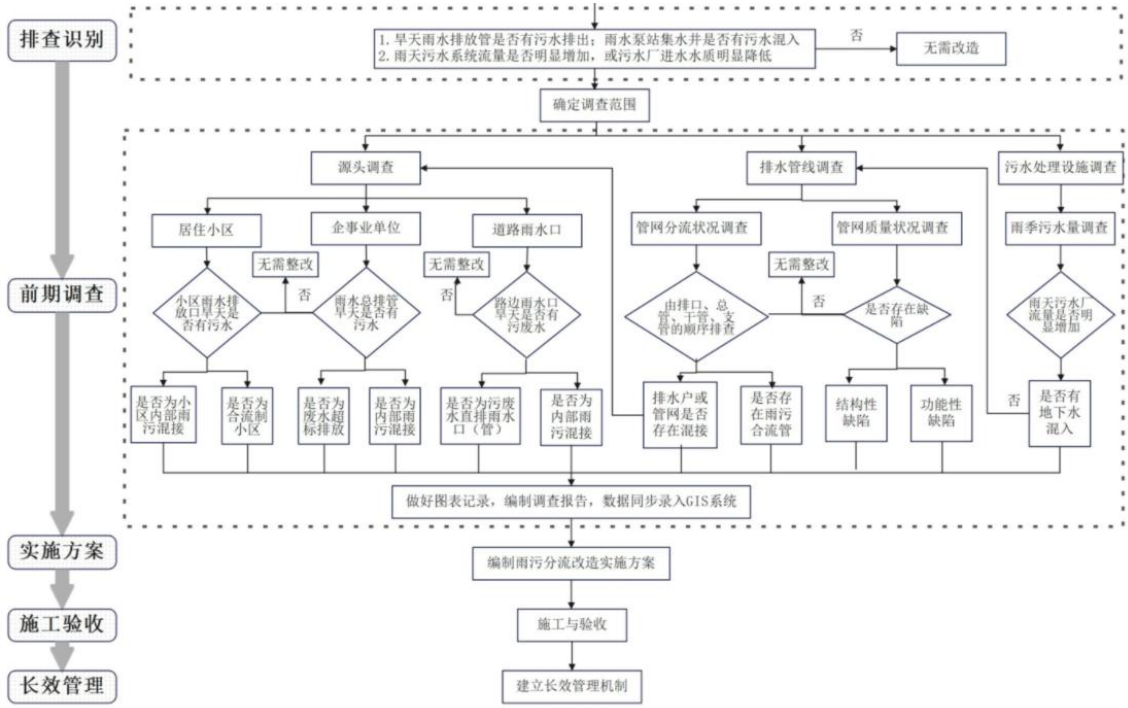 排查识别
1.旱天雨水排放管是否有污水排出；雨水泵站集水井是否有污水混入
2.雨天污水系统流量是否明显增加，或污水厂进水水质明显降低
否
无需改造
确定调查范围
前期调查
源头调查
排水管线调查
污水处理设施调查
居住小区
企事业单位
道路雨水口
管网分流状况调查
管网质量状况调查
雨季污水量调查
无需整改
无需整改
无需整改
小区雨水排
放口旱天是
否有污水
否
雨水总排管
旱天是否有
污水
否
路边雨水口
旱天是否有
污废水
由排口、总
管、干管、支
管的顺序排查
否
是否存在缺
陷
雨天污水厂
流量是否明
显增加
是否为小
区内部雨
污混接
是否为
合流制
小区
是否为
废水超
标排放
是否为
内部雨
污混接
是否为污废
水直排雨水
口（管）
是否为
内部雨
污混接
排水户或
管网是否
存在混接
是否存
在雨污
合流管
结构性
缺陷
功能性
缺陷
否
是否有
地下水
混入
做好图表记录，编制调查报告，数据同步录入GIS系统
实施方案
编制雨污分流改造实施方案
施工验收
施工与验收
长效管理
建立长效管理机制